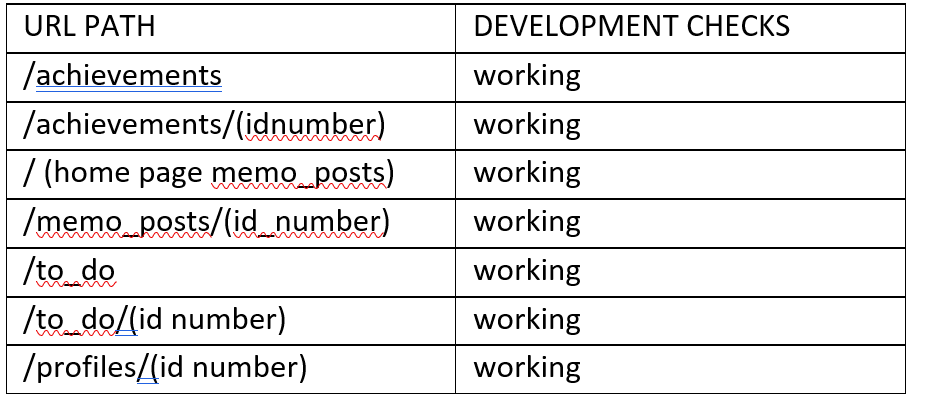 URL PATH DEVELOPMENT CHECKS
/achievements working
/achievements/(idnumber) working
/ (home page memo_posts) working
/memo_posts/(id_number) working
/to_do working
/to_do/(id number) working
/profiles/(id number) working